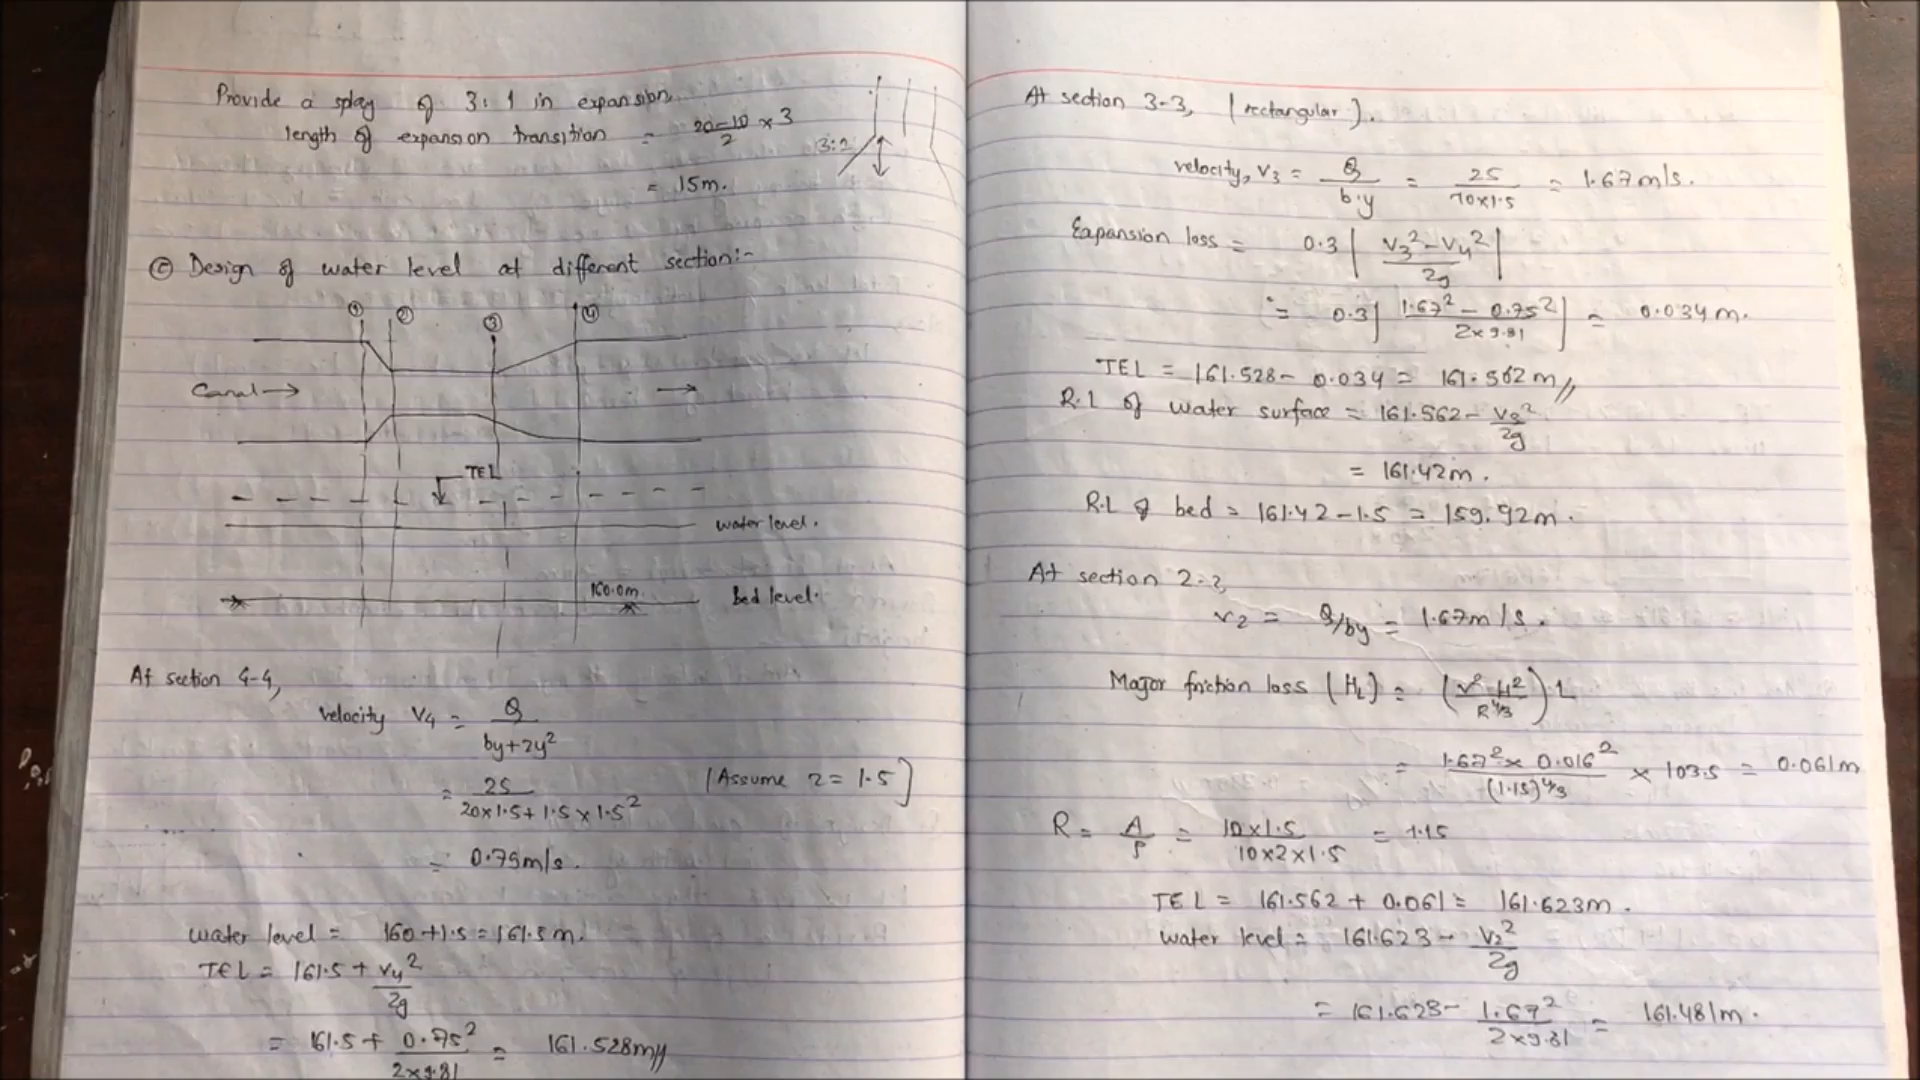 Provide a splay of 3:1 in expansion.
length of expansion transition = 20-10/2 × 3
3:2
= 15m.
© Design of water level at different section:-
① ② ③ ④
Canal →
TEL
water level.
160.0m.
Bed level.
At section 4-4,
velocity V4 = Q/by+zy²
= 25/20×1.5+1.5×1.5² [Assume z = 1.5]
= 0.75m/s.
water level = 160+1.5 = 161.5m.
TEL = 161.5 + V4²/2g
= 161.5 + 0.75²/2×9.81 = 161.528m//
At section 3-3, [rectangular].
velocity, V3 = Q/b.y = 25/10×1.5 = 1.67m/s.
Expansion loss = 0.3 | V3²-V4²/2g |
= 0.3 | 1.67² - 0.75²/2×9.81 | = 0.034m.
TEL = 161.528 - 0.034 = 161.562m//
R.L of water surface = 161.562 - V3²/2g
= 161.42m.
R.L of bed = 161.42-1.5 = 159.92m.
At section 2-2,
V2 = Q/by = 1.67m/s.
Major friction loss (HL) = (V² H²/R4/3).L
= 1.67² × 0.016²/(1.15)4/3 × 103.5 = 0.061m
R = A/P = 10×1.5/10×2×1.5 = 1.15
TEL = 161.562 + 0.061 = 161.623m.
water level = 161.623 - V2²/2g
= 161.623 - 1.67²/2×9.81 = 161.481m.